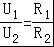 U₁/U₂ = R₁/R₂